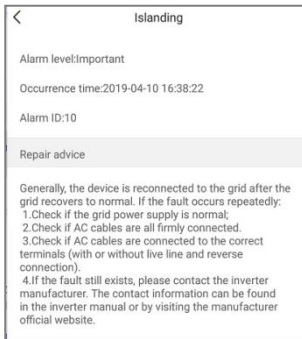 Islanding
Alarm level:Important
Occurrence time:2019-04-10 16:38:22
Alarm ID:10
Repair advice
Generally, the device is reconnected to the grid after the
grid recovers to normal. If the fault occurs repeatedly:
1.Check if the grid power supply is normal;
2.Check if AC cables are all firmly connected.
3.Check if AC cables are connected to the correct
terminals (with or without live line and reverse
connection).
4.If the fault still exists, please contact the inverter
manufacturer. The contact information can be found
in the inverter manual or by visiting the manufacturer
official website.